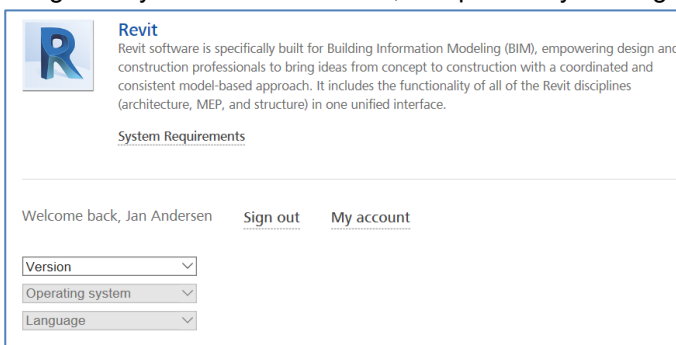 Revit
Revit software is specifically built for Building Information Modeling (BIM), empowering design and
construction professionals to bring ideas from concept to construction with a coordinated and
consistent model-based approach. It includes the functionality of all of the Revit disciplines
(architecture, MEP, and structure) in one unified interface.
System Requirements
Welcome back, Jan Andersen Sign out My account
Version
Operating system
Language